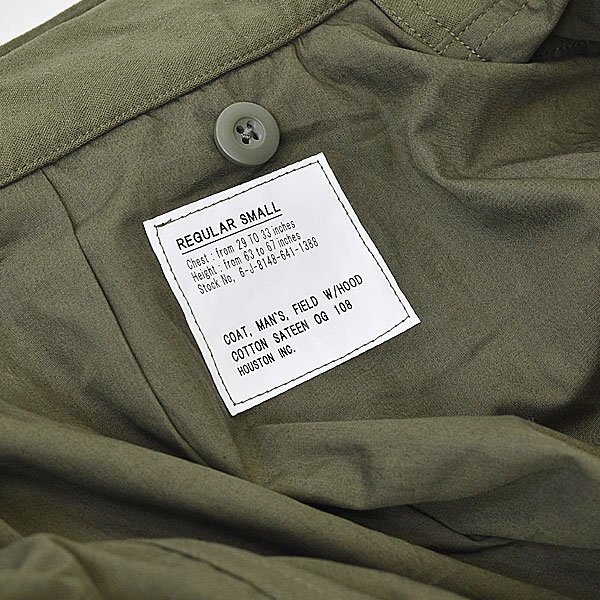 REGULAR SMALL
Chest : from 29 TO 33 inches
Height : from 63 to 67 inches
Stock No, 6-J-8148-641-1388
COAT, MAN'S, FIELD W/HOOD
COTTON SATEEN OG 108
HOUSTON INC.